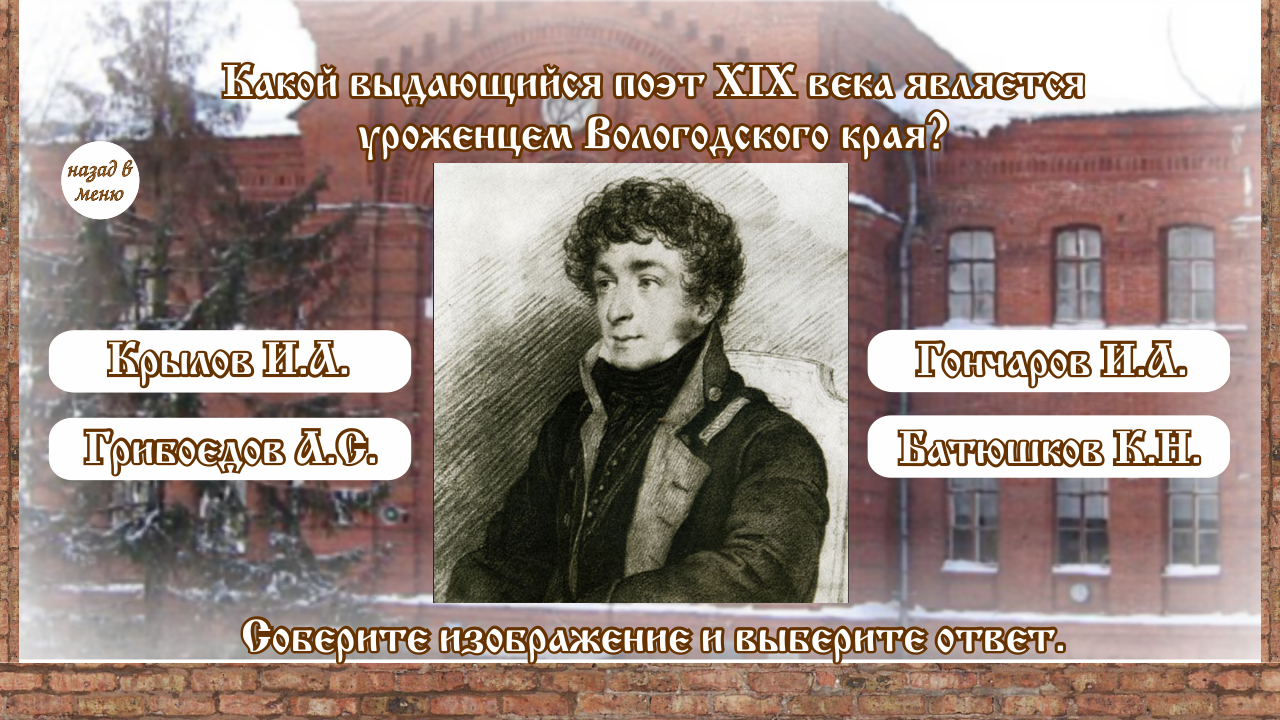 Какой выдающийся поэт XIX века является
уроженцем Вологодского края?
назад в
меню
Крылов И.А.
Гончаров И.А.
Грибоедов А.С.
Батюшков К.Н.
Соберите изображение и выберите ответ.